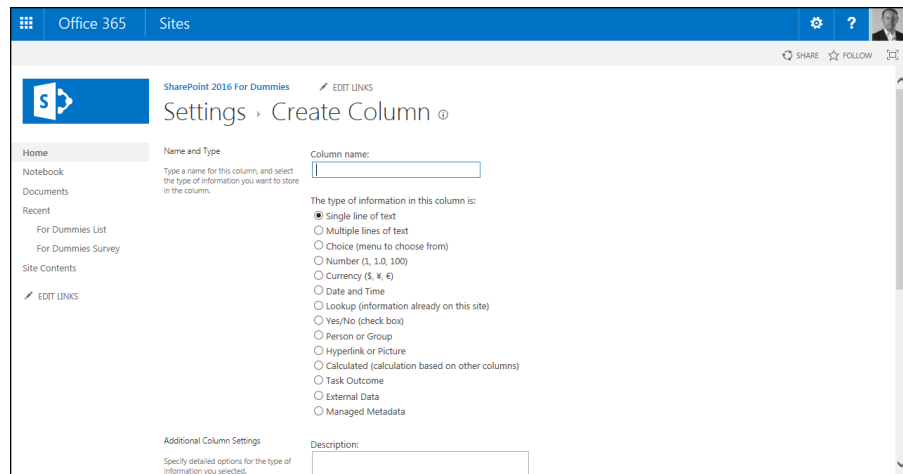 Office 365 Sites ?
SHARE FOLLOW
S
SharePoint 2016 For Dummies EDIT LINKS
Settings › Create Column
Home
Notebook
Documents
Recent
For Dummies List
For Dummies Survey
Site Contents
EDIT LINKS
Name and Type
Type a name for this column, and select
the type of information you want to store
in the column.
Column name:
The type of information in this column is:
Single line of text
Multiple lines of text
Choice (menu to choose from)
Number (1, 1.0, 100)
Currency ($, ¥, €)
Date and Time
Lookup (information already on this site)
Yes/No (check box)
Person or Group
Hyperlink or Picture
Calculated (calculation based on other columns)
Task Outcome
External Data
Managed Metadata
Additional Column Settings
Specify detailed options for the type of
information you selected.
Description: